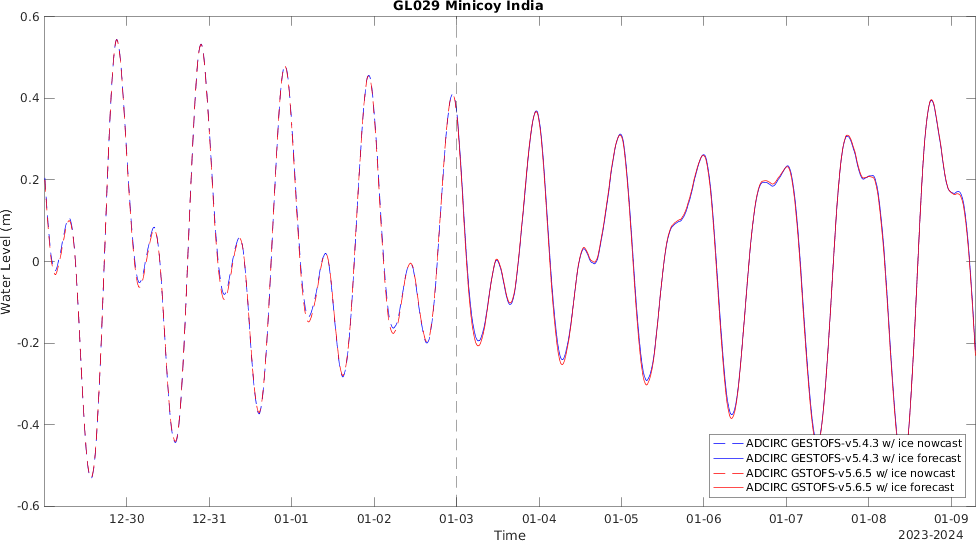 GL029 Minicoy India
0.6
0.4
0.2
0
-0.2
-0.4
-0.6
Water Level (m)
ADCIRC GESTOFS-v5.4.3 w/ ice nowcast
ADCIRC GESTOFS-v5.4.3 w/ ice forecast
ADCIRC GSTOFS-v5.6.5 w/ ice nowcast
ADCIRC GSTOFS-v5.6.5 w/ ice forecast
12-30 12-31 01-01 01-02 01-03 01-04 01-05 01-06 01-07 01-08 01-09
Time
2023-2024